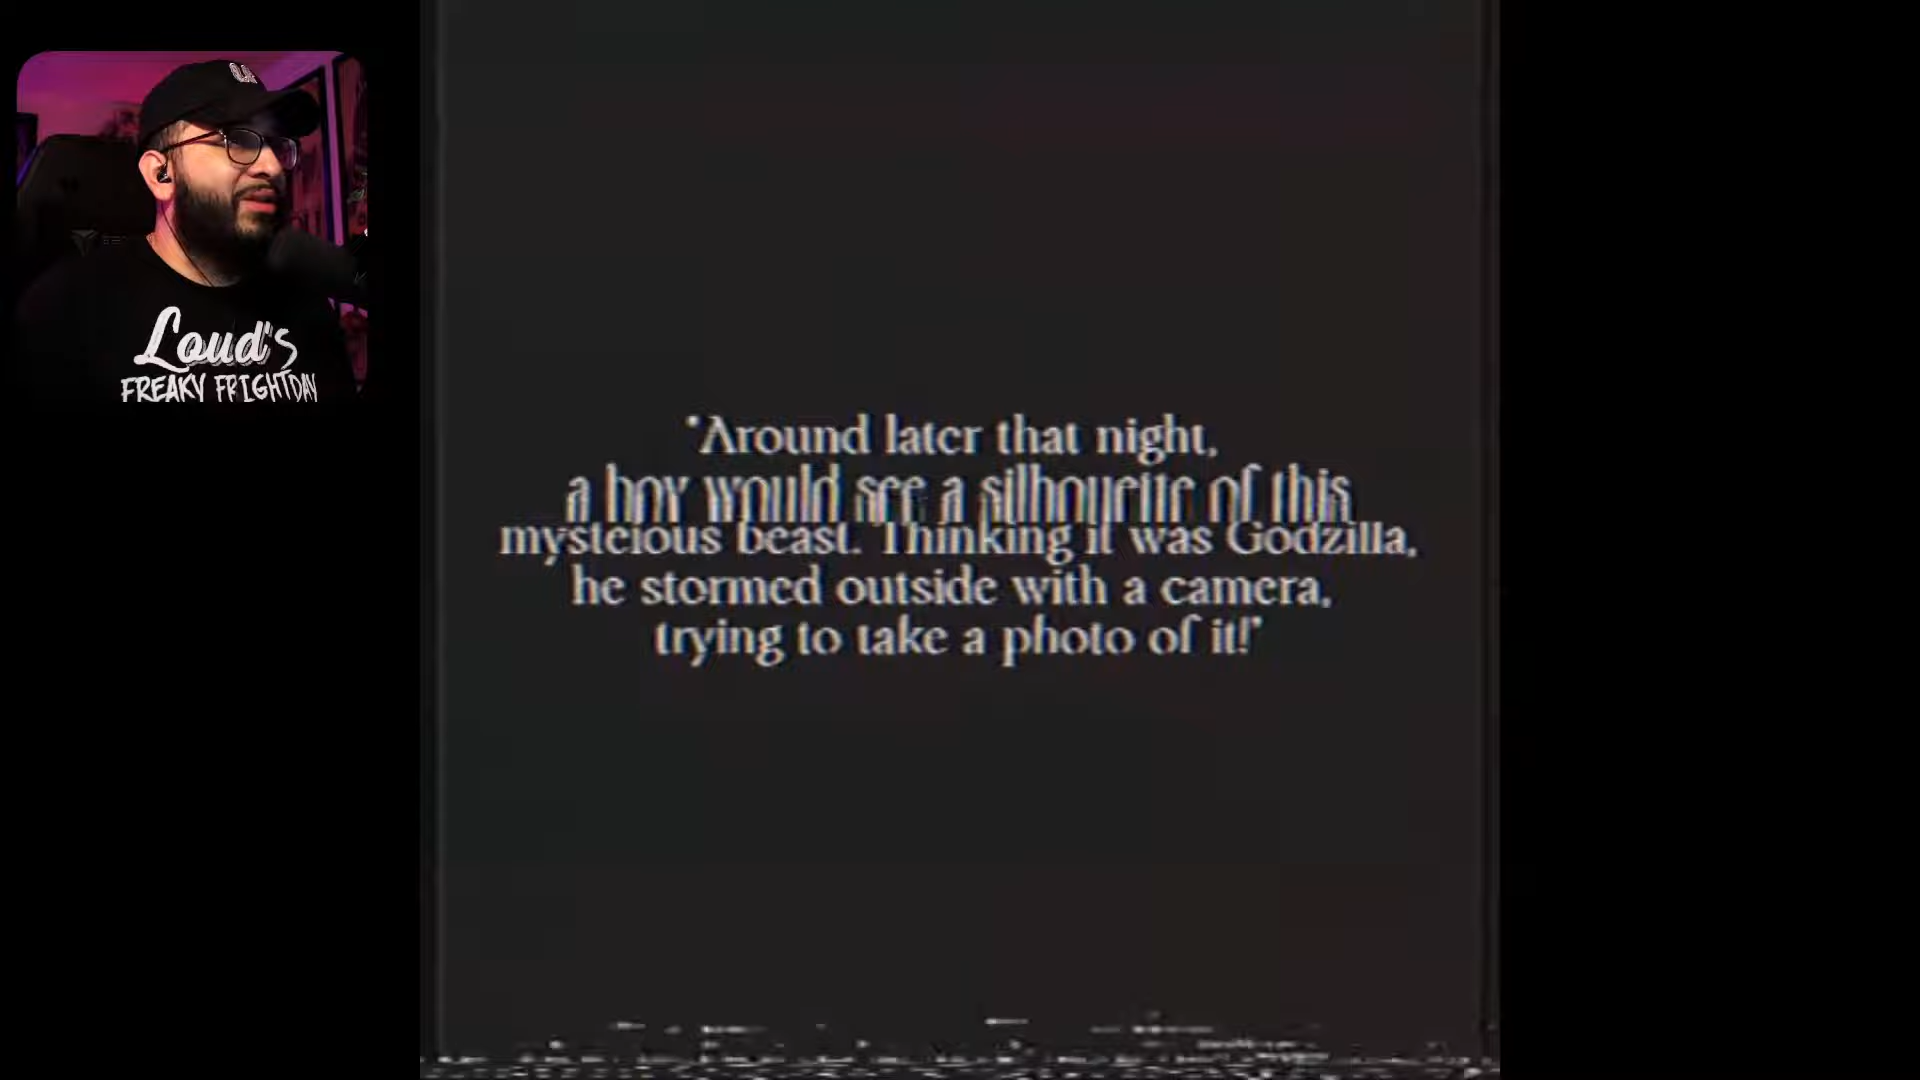 Loud's
FREAKY FRIGHTDAY
"Around later that night,
a boy would see a silhouette of this
mysteious beast. Thinking it was Godzilla,
he stormed outside with a camera,
trying to take a photo of it!"